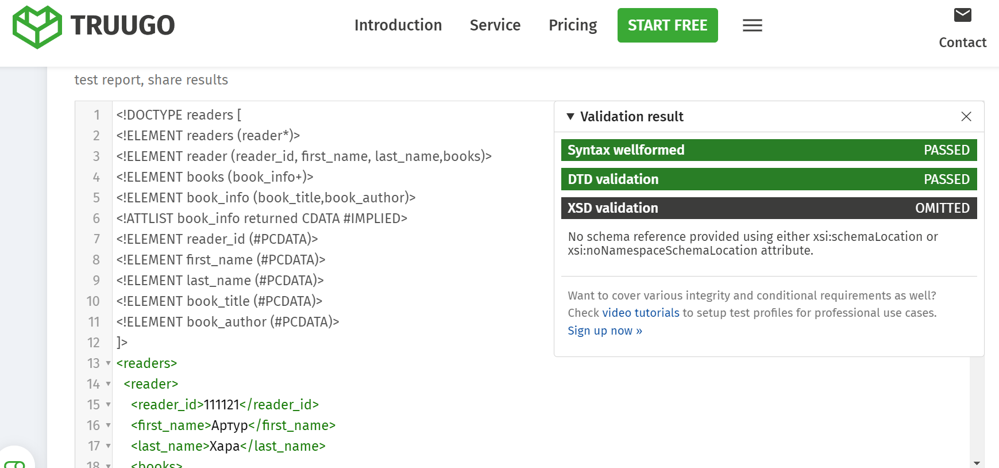 TRUUGO
Introduction
Service
Pricing
START FREE
Contact
test report, share results
1 <!DOCTYPE readers [
2 <!ELEMENT readers (reader*)>
3 <!ELEMENT reader (reader_id, first_name, last_name,books)>
4 <!ELEMENT books (book_info+)>
5 <!ELEMENT book_info (book_title,book_author)>
6 <!ATTLIST book_info returned CDATA #IMPLIED>
7 <!ELEMENT reader_id (#PCDATA)>
8 <!ELEMENT first_name (#PCDATA)>
9 <!ELEMENT last_name (#PCDATA)>
10 <!ELEMENT book_title (#PCDATA)>
11 <!ELEMENT book_author (#PCDATA)>
12 ]>
13 <readers>
14 <reader>
15 <reader_id>111121</reader_id>
16 <first_name>Артур</first_name>
17 <last_name>Хара</last_name>
18 <books>
Validation result
Syntax wellformed PASSED
DTD validation PASSED
XSD validation OMITTED
No schema reference provided using either xsi:schemaLocation or
xsi:noNamespaceSchemaLocation attribute.
Want to cover various integrity and conditional requirements as well?
Check video tutorials to setup test profiles for professional use cases.
Sign up now »